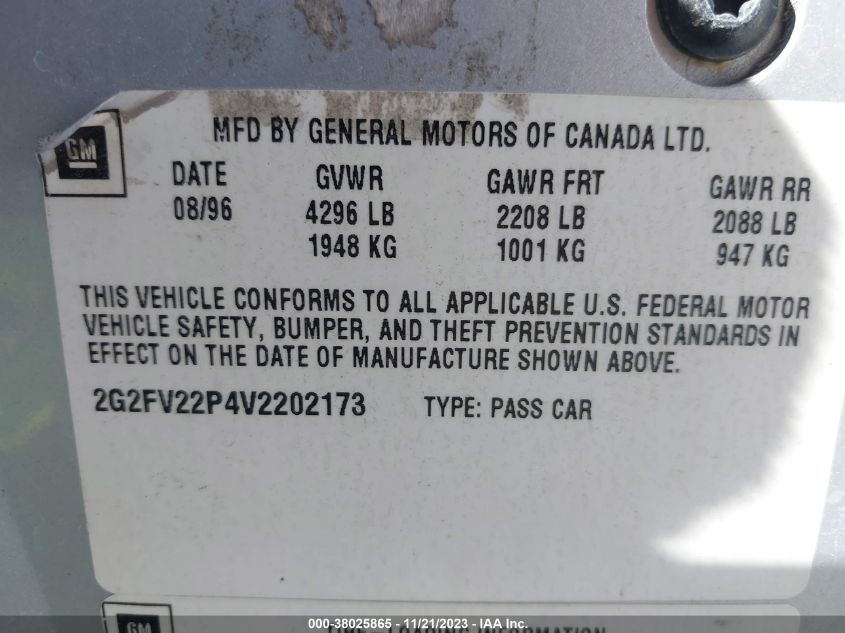 MFD BY GENERAL MOTORS OF CANADA LTD.
GM
DATE GVWR GAWR FRT GAWR RR
08/96 4296 LB 2208 LB 2088 LB
1948 KG 1001 KG 947 KG
THIS VEHICLE CONFORMS TO ALL APPLICABLE U.S. FEDERAL MOTOR
VEHICLE SAFETY, BUMPER, AND THEFT PREVENTION STANDARDS IN
EFFECT ON THE DATE OF MANUFACTURE SHOWN ABOVE.
2G2FV22P4V2202173 TYPE: PASS CAR
GM
TIRE-LOADING INFORMATION
000-38025865 - 11/21/2023 - © IAA, Inc.